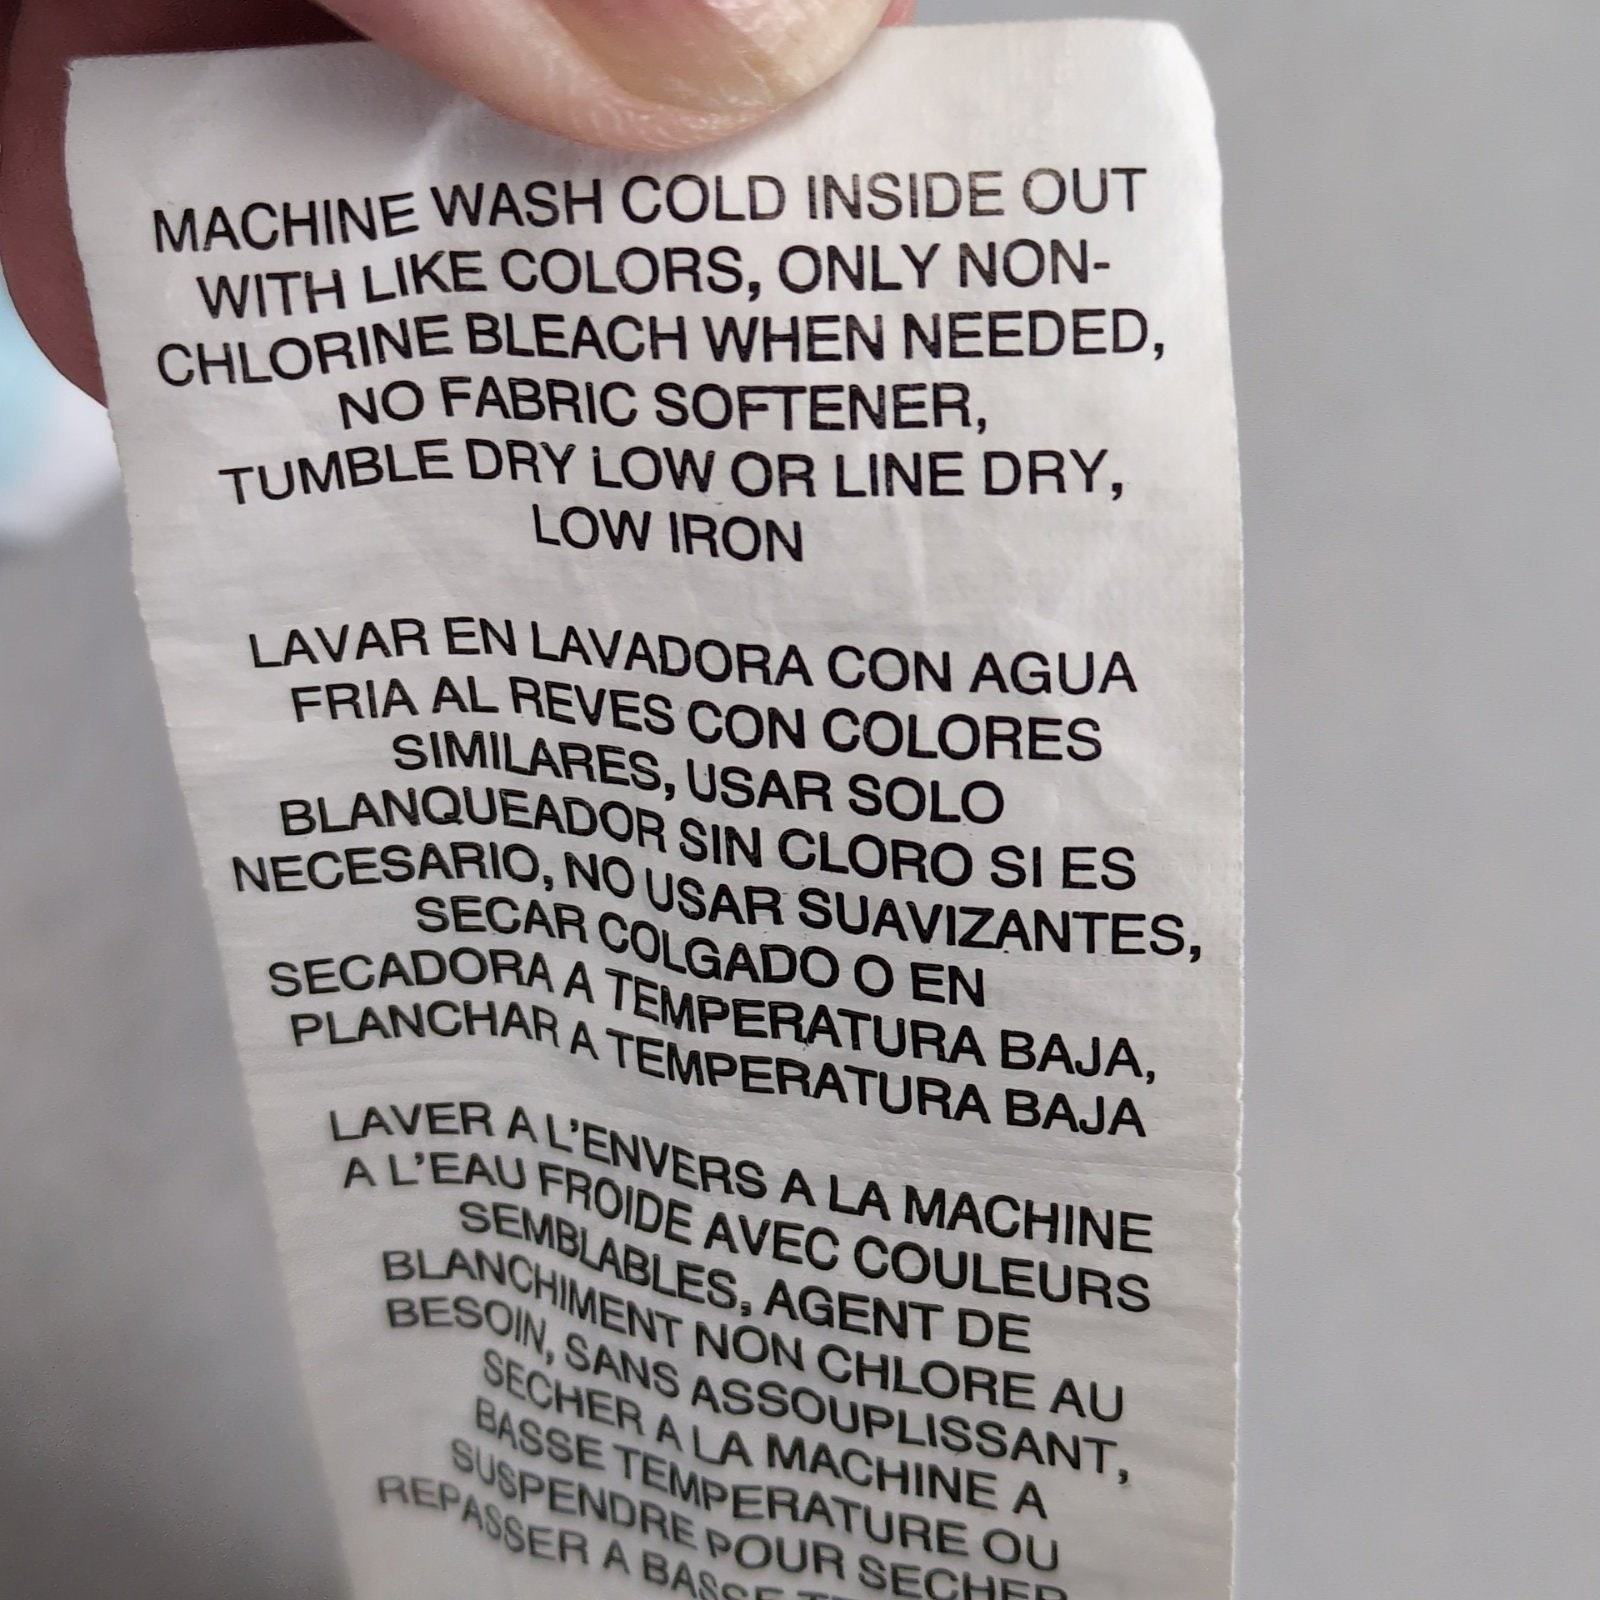 MACHINE WASH COLD INSIDE OUT
WITH LIKE COLORS, ONLY NON-
CHLORINE BLEACH WHEN NEEDED,
NO FABRIC SOFTENER,
TUMBLE DRY LOW OR LINE DRY,
LOW IRON
LAVAR EN LAVADORA CON AGUA
FRIA AL REVES CON COLORES
SIMILARES, USAR SOLO
BLANQUEADOR SIN CLORO SI ES
NECESARIO, NO USAR SUAVIZANTES,
SECAR COLGADO O EN
SECADORA A TEMPERATURA BAJA,
PLANCHAR A TEMPERATURA BAJA
LAVER A L'ENVERS A LA MACHINE
A L'EAU FROIDE AVEC COULEURS
SEMBLABLES, AGENT DE
BLANCHIMENT NON CHLORE AU
BESOIN, SANS ASSOUPLISSANT,
SECHER A LA MACHINE A
BASSE TEMPERATURE OU
SUSPENDRE POUR SECHER
REPASSER A BASSE